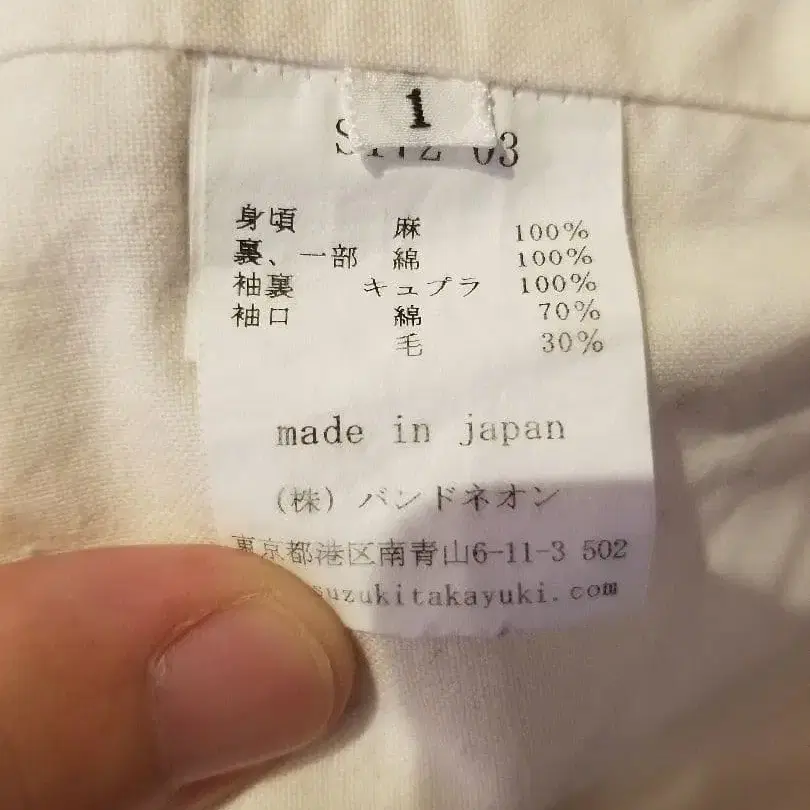 1
03
身頃 麻 100%
裏、一部 綿 100%
袖裏 キュプラ 100%
袖口 綿 70%
毛 30%
made in japan
(株) バンドネオン
東京都港区南青山6-11-3 502
suzukitakayuki.com